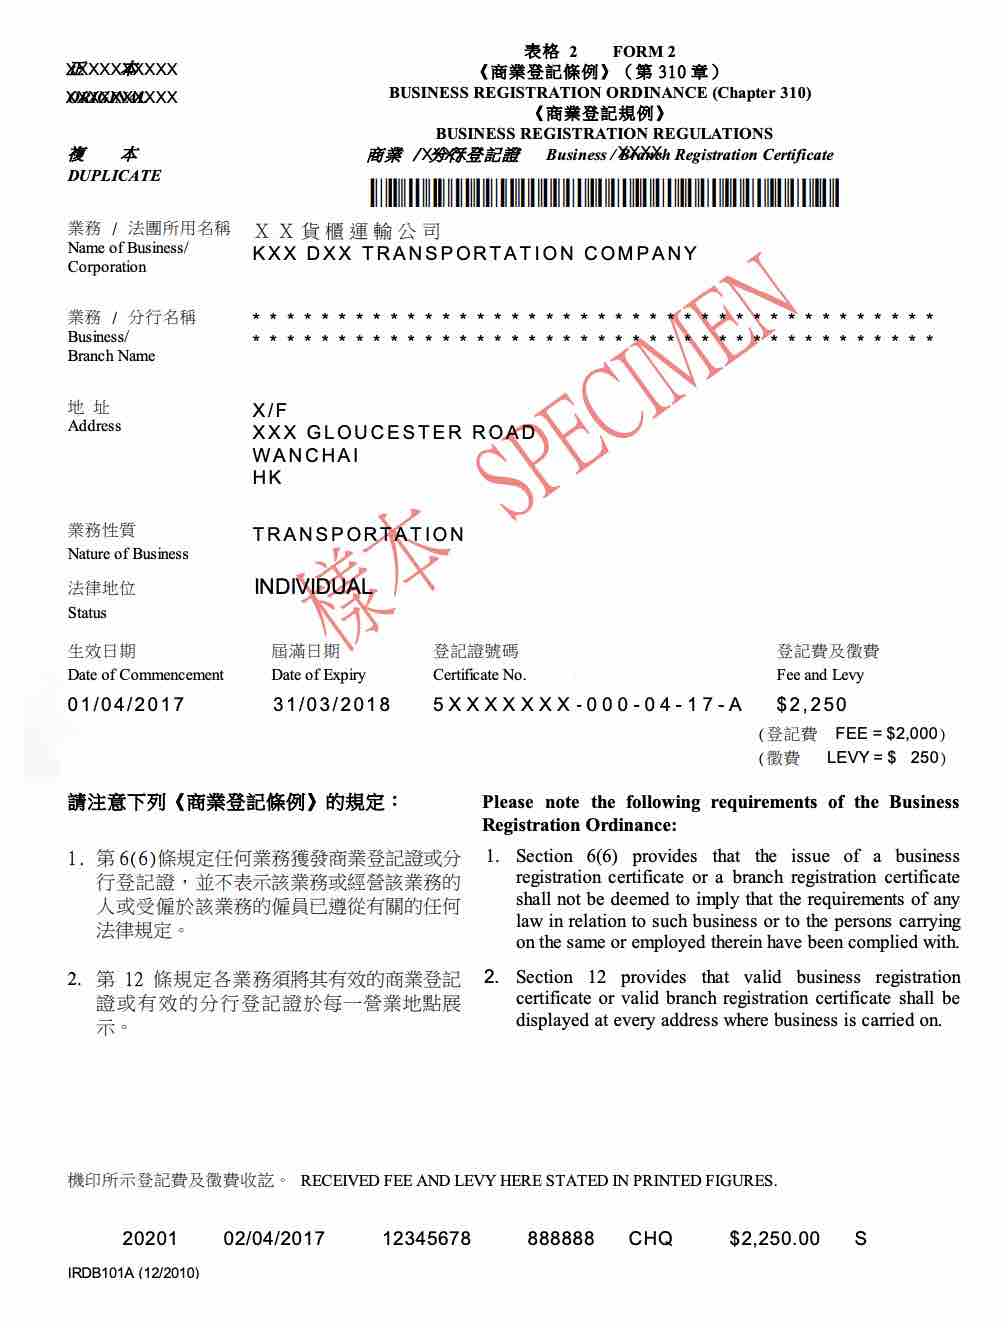 表格 2 FORM 2
《商業登記條例》（第 310 章）
BUSINESS REGISTRATION ORDINANCE (Chapter 310)
《商業登記規例》
BUSINESS REGISTRATION REGULATIONS
正 本
ORIGINAL
複 本
DUPLICATE
商業 / 分行登記證 Business / Branch Registration Certificate
業務 / 法團所用名稱
Name of Business/
Corporation
ＸＸ貨櫃運輸公司
KXX DXX TRANSPORTATION COMPANY
業務 / 分行名稱
Business/
Branch Name
* * * * * * * * * * * * * * * * * * * * * * * * * * * * * * * * * * * * * * * *
* * * * * * * * * * * * * * * * * * * * * * * * * * * * * * * * * * * * * * * *
地 址
Address
X/F
XXX GLOUCESTER ROAD
WANCHAI
HK
樣本 SPECIMEN
業務性質
Nature of Business
TRANSPORTATION
法律地位
Status
INDIVIDUAL
生效日期 屆滿日期 登記證號碼 登記費及徵費
Date of Commencement Date of Expiry Certificate No. Fee and Levy
01/04/2017 31/03/2018 5XXXXXXX-000-04-17-A $2,250
(登記費 FEE = $2,000)
(徵費 LEVY = $ 250)
請注意下列《商業登記條例》的規定：
1. 第 6(6)條規定任何業務獲發商業登記證或分
行登記證，並不表示該業務或經營該業務的
人或受僱於該業務的僱員已遵從有關的任何
法律規定。
2. 第 12 條規定各業務須將其有效的商業登記
證或有效的分行登記證於每一營業地點展
示。
Please note the following requirements of the Business
Registration Ordinance:
1. Section 6(6) provides that the issue of a business
registration certificate or a branch registration certificate
shall not be deemed to imply that the requirements of any
law in relation to such business or to the persons carrying
on the same or employed therein have been complied with.
2. Section 12 provides that valid business registration
certificate or valid branch registration certificate shall be
displayed at every address where business is carried on.
機印所示登記費及徵費收訖。 RECEIVED FEE AND LEVY HERE STATED IN PRINTED FIGURES.
20201 02/04/2017 12345678 888888 CHQ $2,250.00 S
IRDB101A (12/2010)